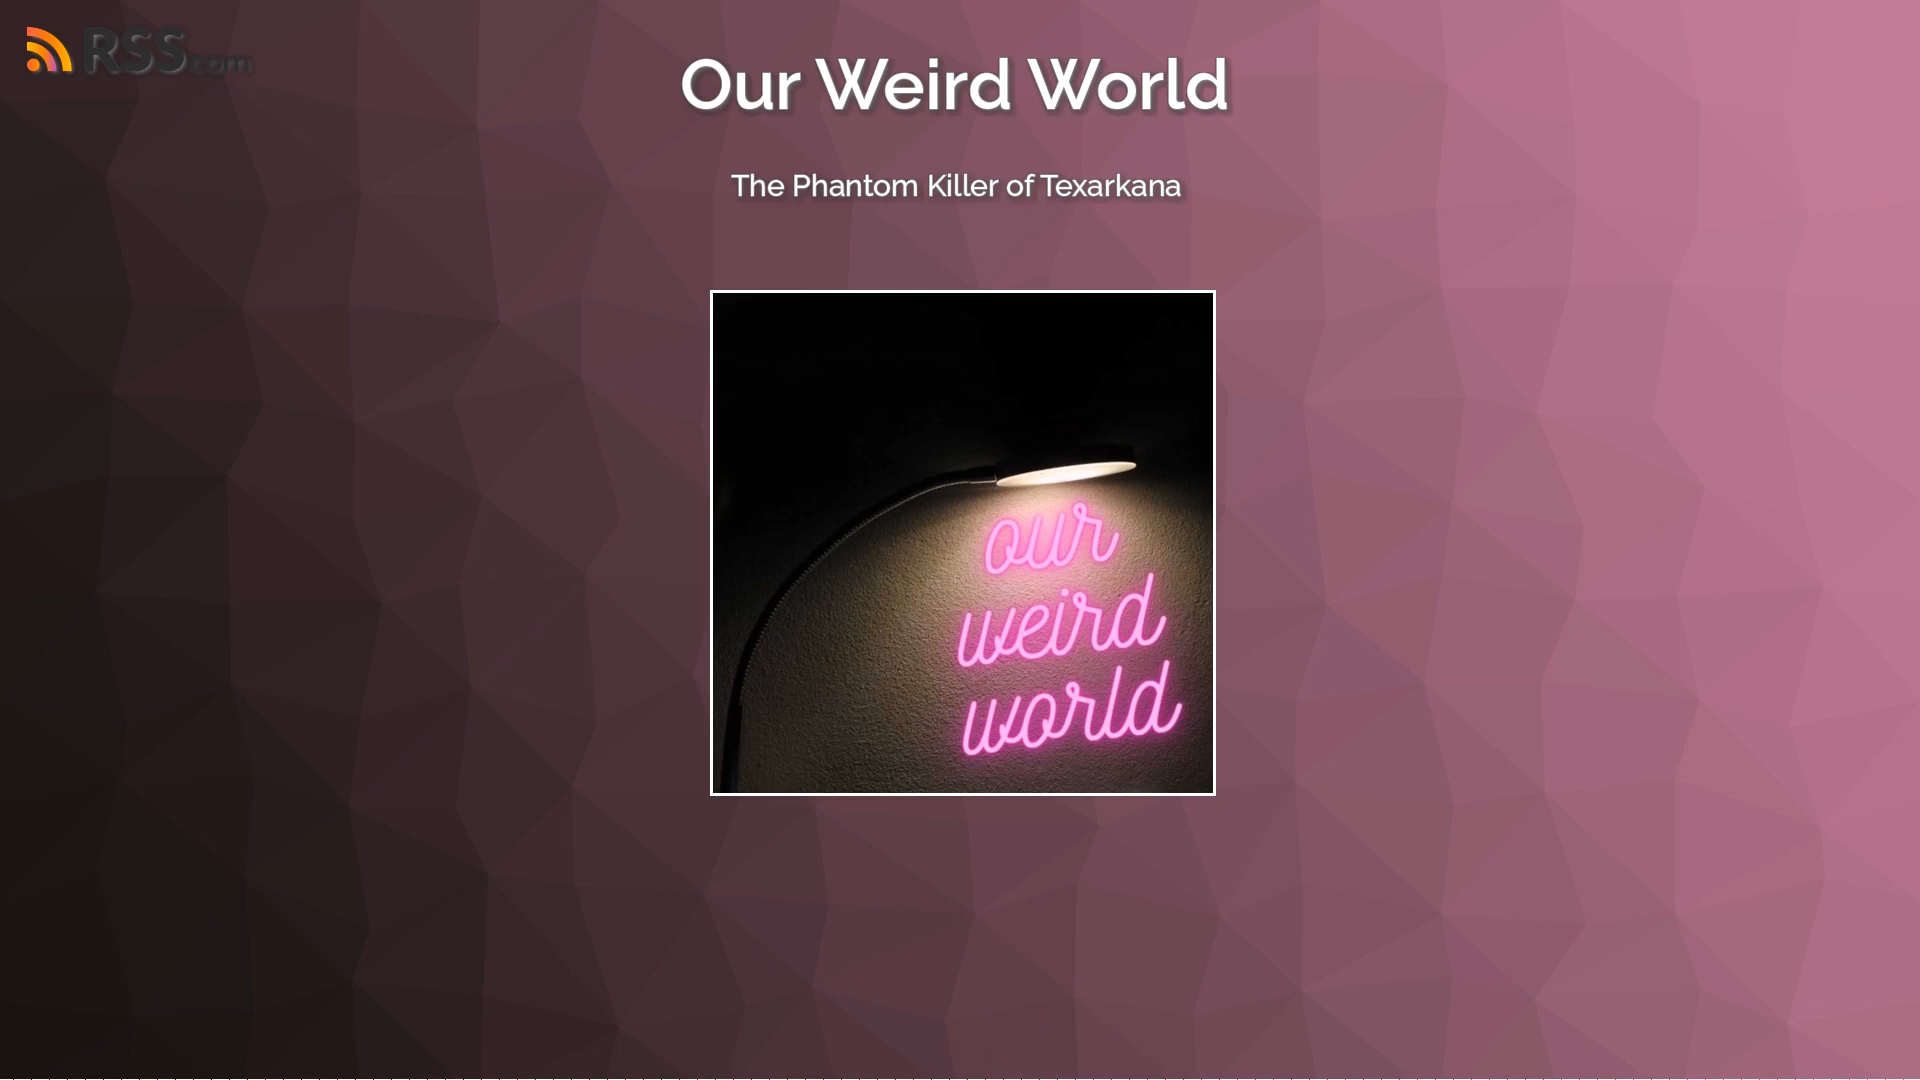 RSS.com
Our Weird World
The Phantom Killer of Texarkana
our
weird
world